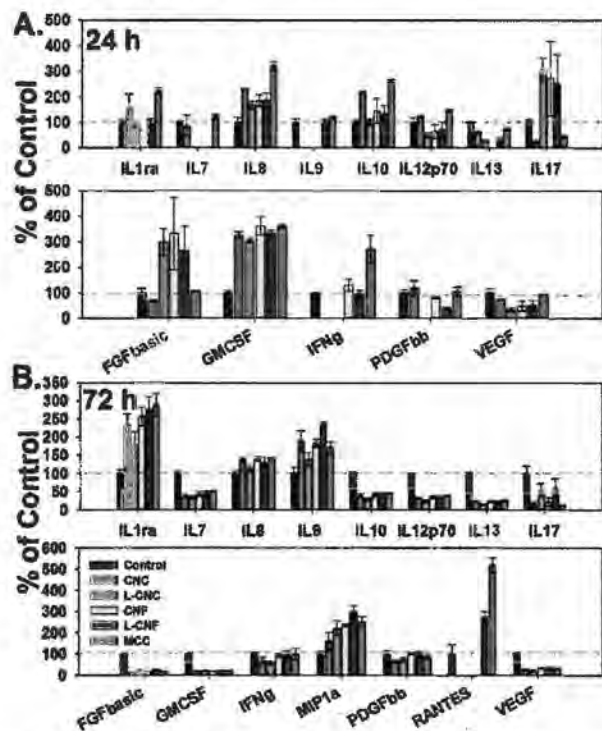 A.
24 h
% of Control
500
400
300
200
100
0
IL1ra IL7 IL8 IL9 IL10 IL12p70 IL13 IL17
500
400
300
200
100
0
FGFbasic GMCSF IFNg PDGFbb VEGF
B.
72 h
% of Control
350
300
250
200
150
100
50
0
IL1ra IL7 IL8 IL9 IL10 IL12p70 IL13 IL17
600
500
400
300
200
100
0
Control
CNC
L-CNC
CNF
L-CNF
MCC
FGFbasic GMCSF IFNg MIP1a PDGFbb RANTES VEGF